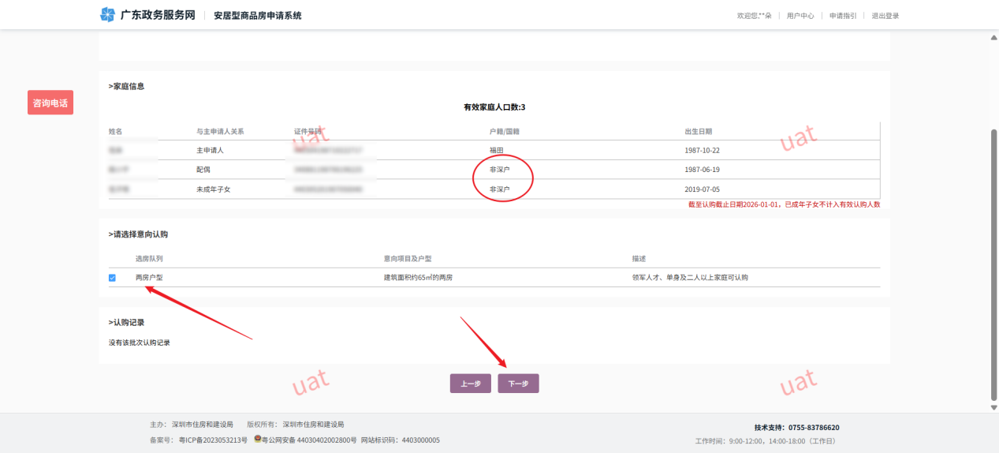 广东政务服务网 安居型商品房申请系统 欢迎您,**朵 用户中心 申请指引 退出登录
咨询电话
>家庭信息
有效家庭人口数:3
姓名 与主申请人关系 证件号码 户籍/国籍 出生日期
主申请人 福田 1987-10-22
配偶 非深户 1987-06-19
未成年子女 非深户 2019-07-05
截至认购截止日期2026-01-01，已成年子女不计入有效认购人数
uat
uat
>请选择意向认购
选房队列 意向项目及户型 描述
两房户型 建筑面积约65㎡的两房 领军人才、单身及二人以上家庭可认购
>认购记录
没有该批次认购记录
上一步 下一步
uat
uat
主办：深圳市住房和建设局 版权所有：深圳市住房和建设局
备案号： 粤ICP备2023053213号 粤公网安备 44030402002800号 网站标识码：4403000005
技术支持：0755-83786620
工作时间：9:00-12:00，14:00-18:00（工作日）